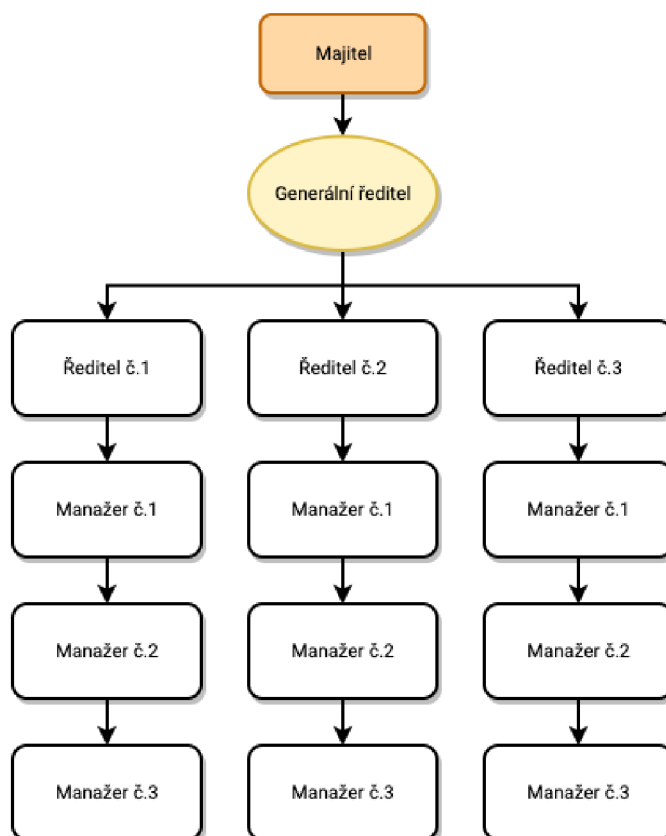 Majitel
Generální ředitel
Ředitel č.1
Ředitel č.2
Ředitel č.3
Manažer č.1
Manažer č.1
Manažer č.1
Manažer č.2
Manažer č.2
Manažer č.2
Manažer č.3
Manažer č.3
Manažer č.3